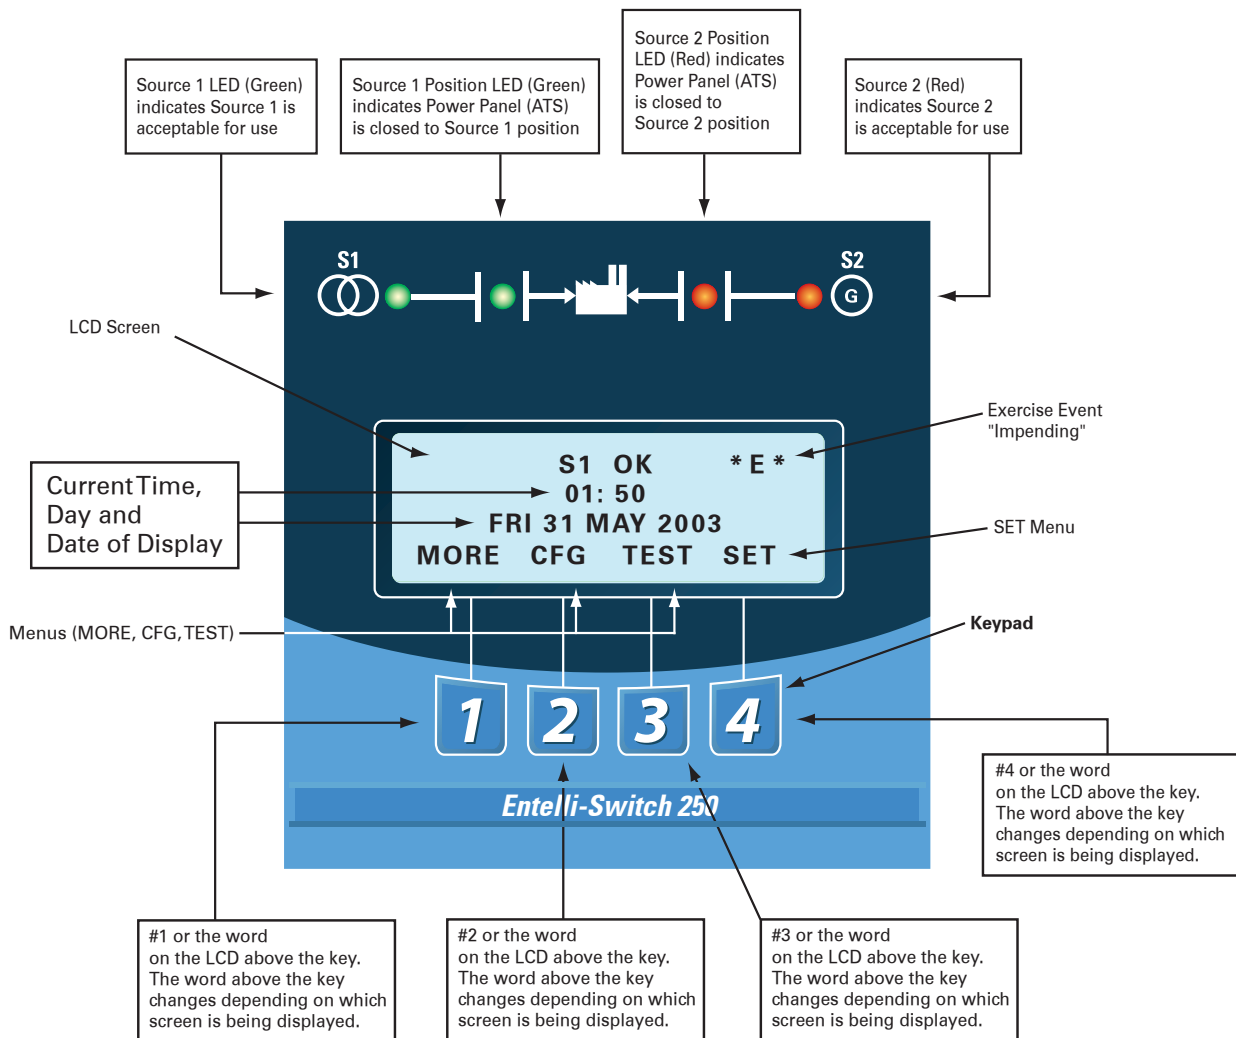 Source 1 LED (Green)
indicates Source 1 is
acceptable for use
Source 1 Position LED (Green)
indicates Power Panel (ATS)
is closed to Source 1 position
Source 2 Position
LED (Red) indicates
Power Panel (ATS)
is closed to
Source 2 position
Source 2 (Red)
indicates Source 2
is acceptable for use
S1
S2
G
LCD Screen
Exercise Event
"Impending"
S1 OK *E*
01: 50
FRI 31 MAY 2003
MORE CFG TEST SET
Current Time,
Day and
Date of Display
SET Menu
Menus (MORE, CFG, TEST)
Keypad
1 2 3 4
Entelli-Switch 250
#4 or the word
on the LCD above the key.
The word above the key
changes depending on which
screen is being displayed.
#1 or the word
on the LCD above the key.
The word above the key
changes depending on which
screen is being displayed.
#2 or the word
on the LCD above the key.
The word above the key
changes depending on which
screen is being displayed.
#3 or the word
on the LCD above the key.
The word above the key
changes depending on which
screen is being displayed.